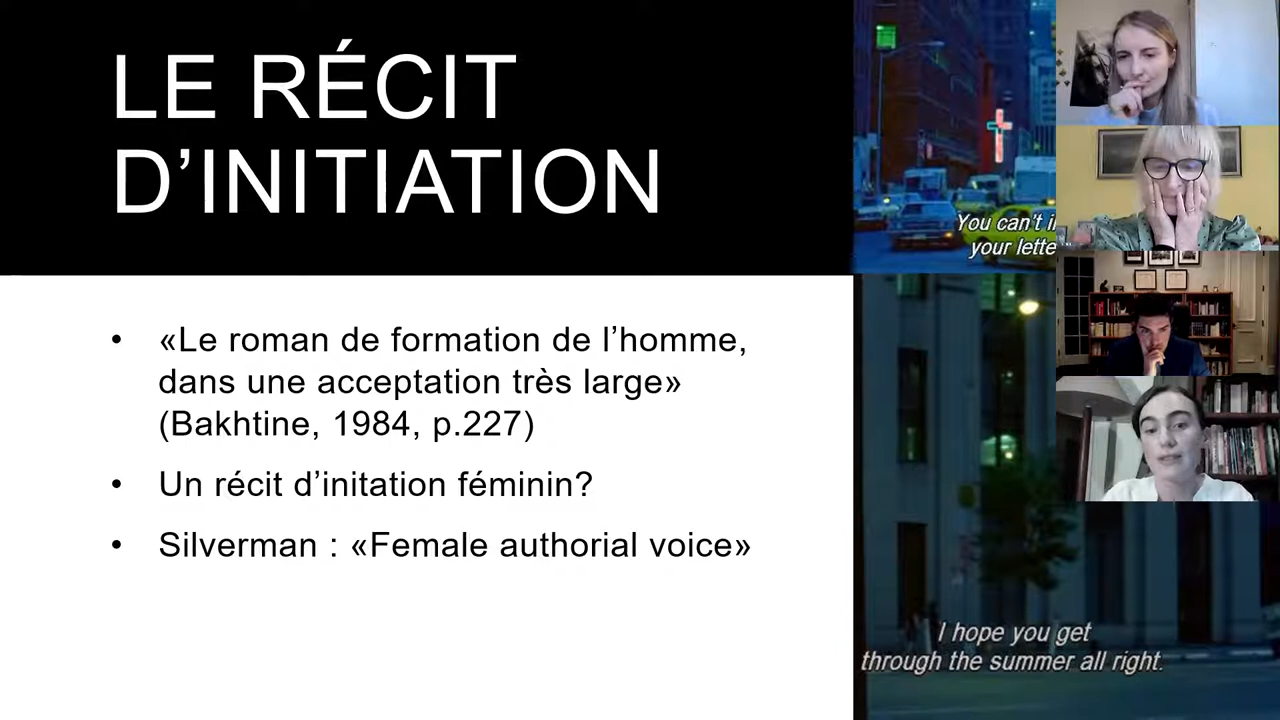 LE RÉCIT
D’INITIATION
«Le roman de formation de l’homme,
dans une acceptation très large»
(Bakhtine, 1984, p.227)
Un récit d’initation féminin?
Silverman : «Female authorial voice»
You can't
your lette
I hope you get
through the summer all right.